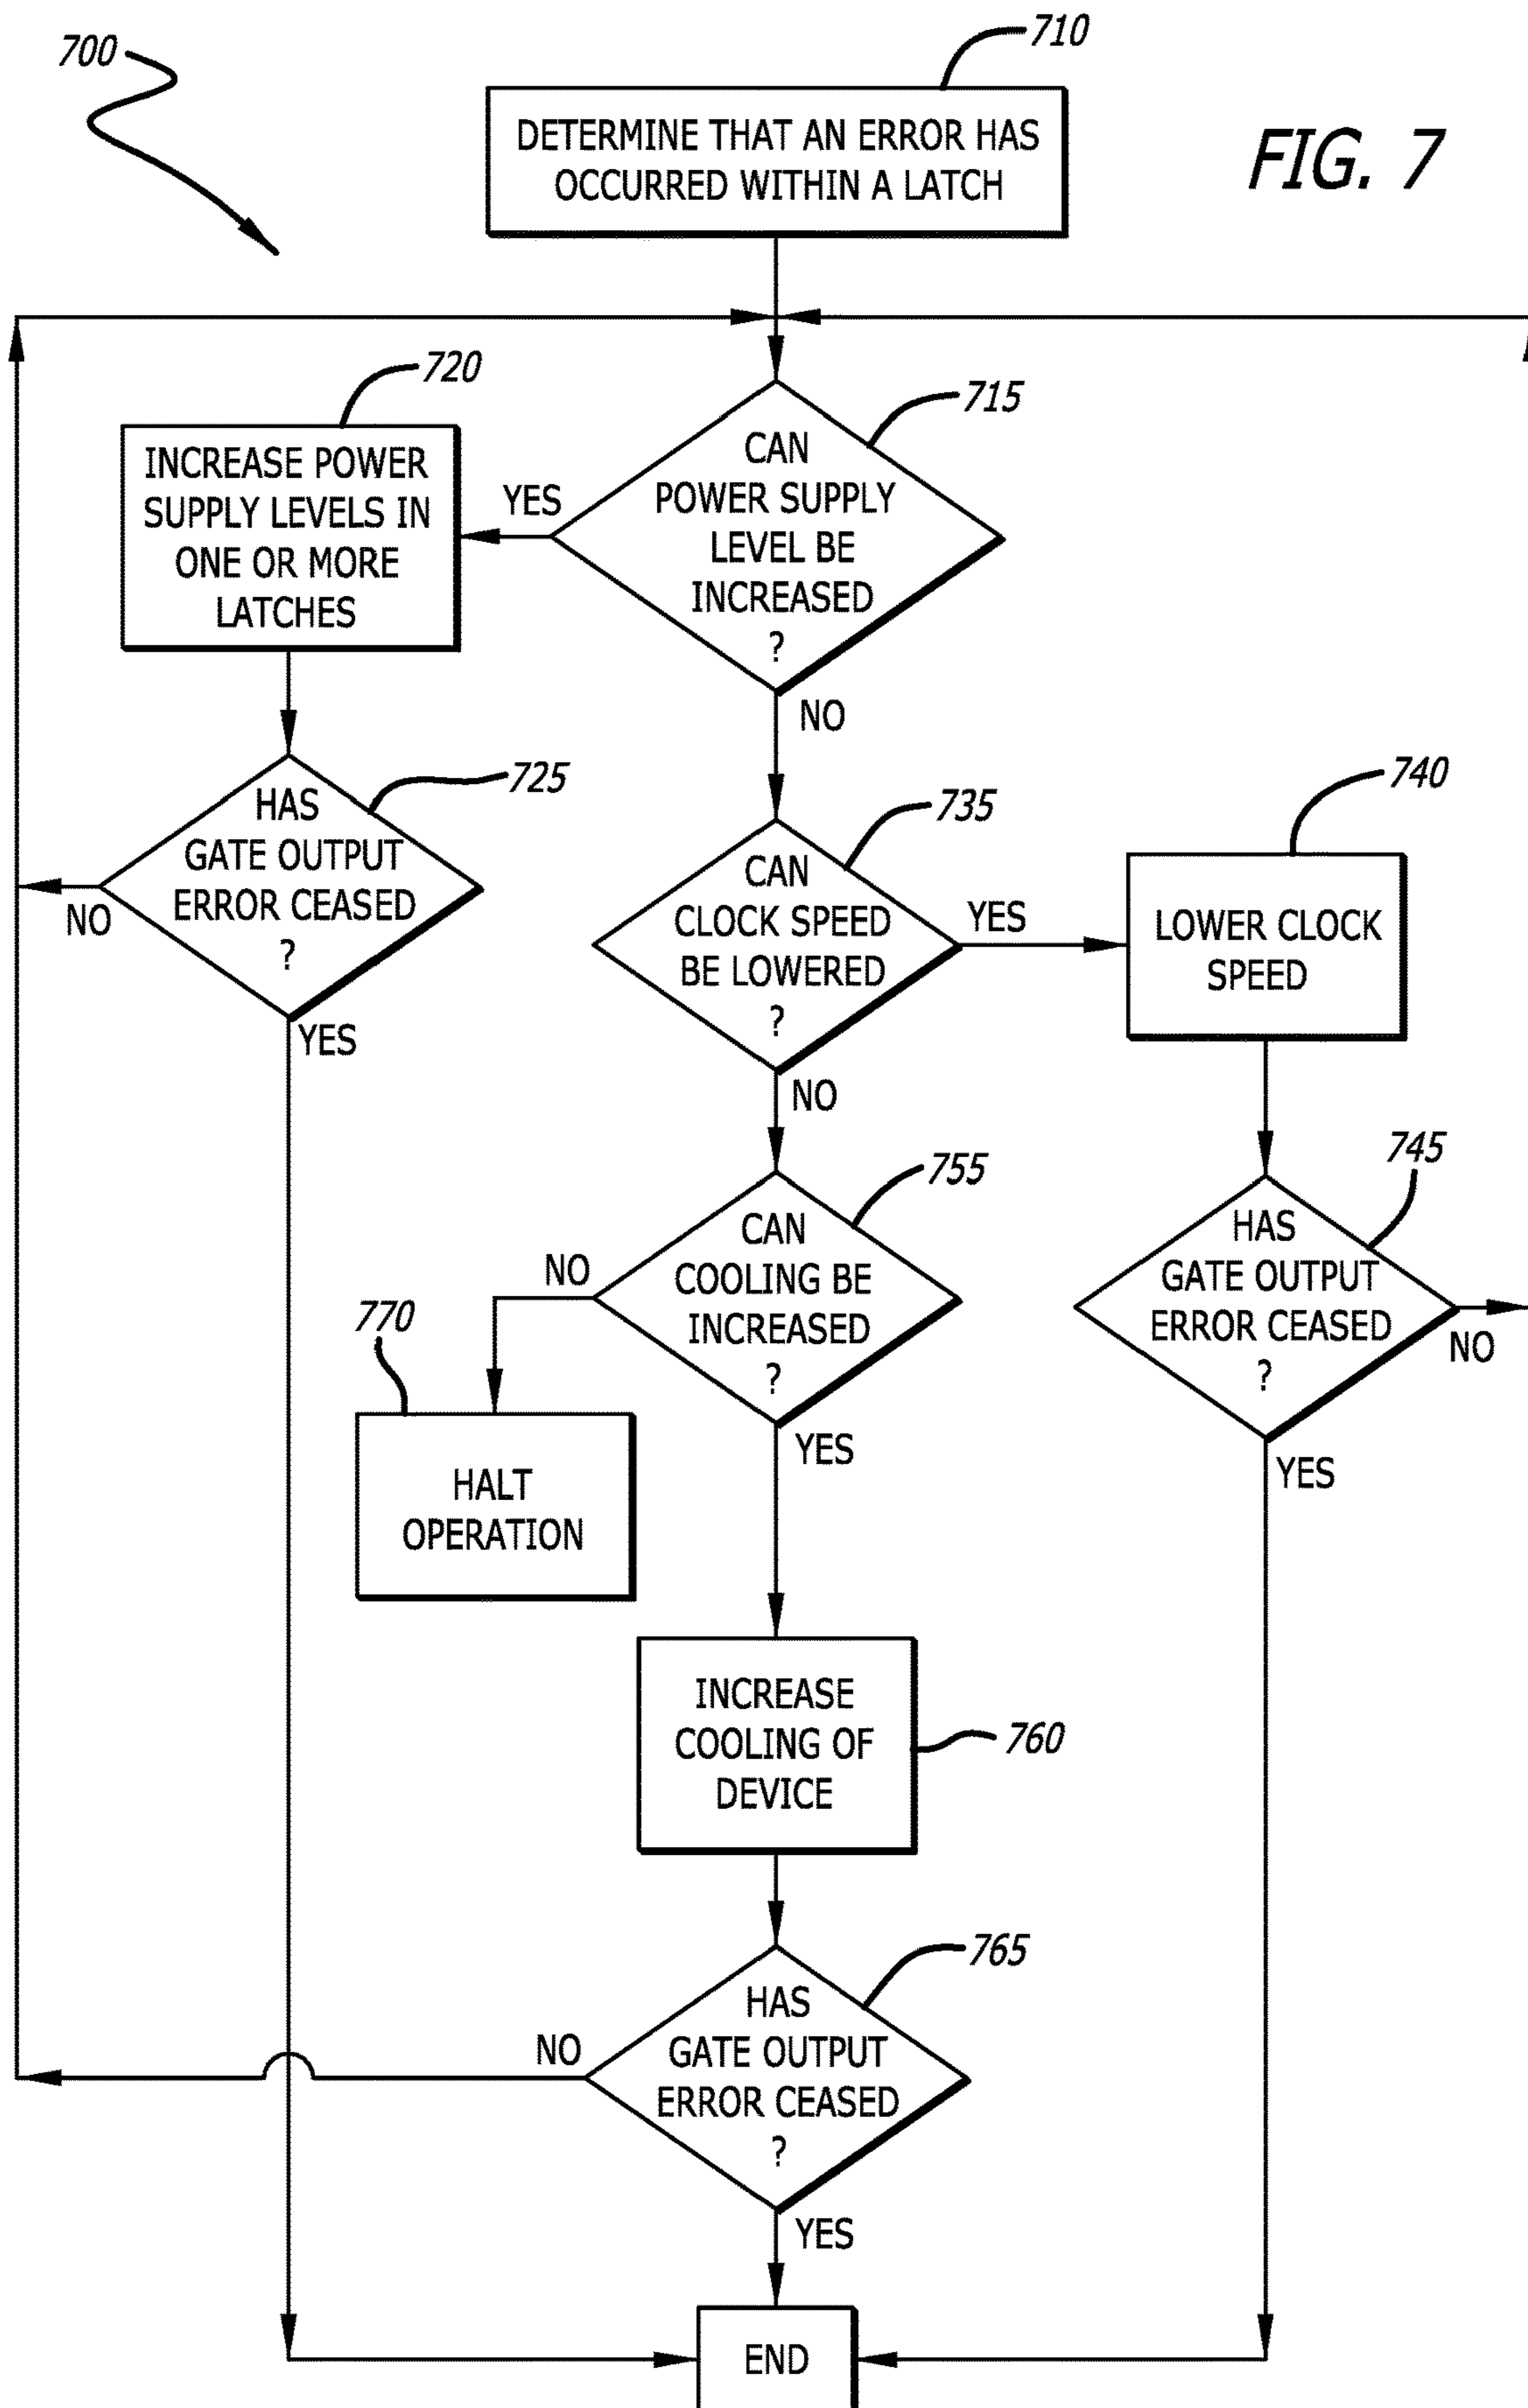 700
710
DETERMINE THAT AN ERROR HAS
OCCURRED WITHIN A LATCH
FIG. 7
720
INCREASE POWER
SUPPLY LEVELS IN
ONE OR MORE
LATCHES
YES
715
CAN
POWER SUPPLY
LEVEL BE
INCREASED
?
NO
725
HAS
GATE OUTPUT
ERROR CEASED
?
NO
YES
735
CAN
CLOCK SPEED
BE LOWERED
?
YES
NO
740
LOWER CLOCK
SPEED
745
HAS
GATE OUTPUT
ERROR CEASED
?
NO
YES
755
CAN
COOLING BE
INCREASED
?
NO
YES
770
HALT
OPERATION
INCREASE
COOLING OF
DEVICE
760
765
HAS
GATE OUTPUT
ERROR CEASED
?
NO
YES
END